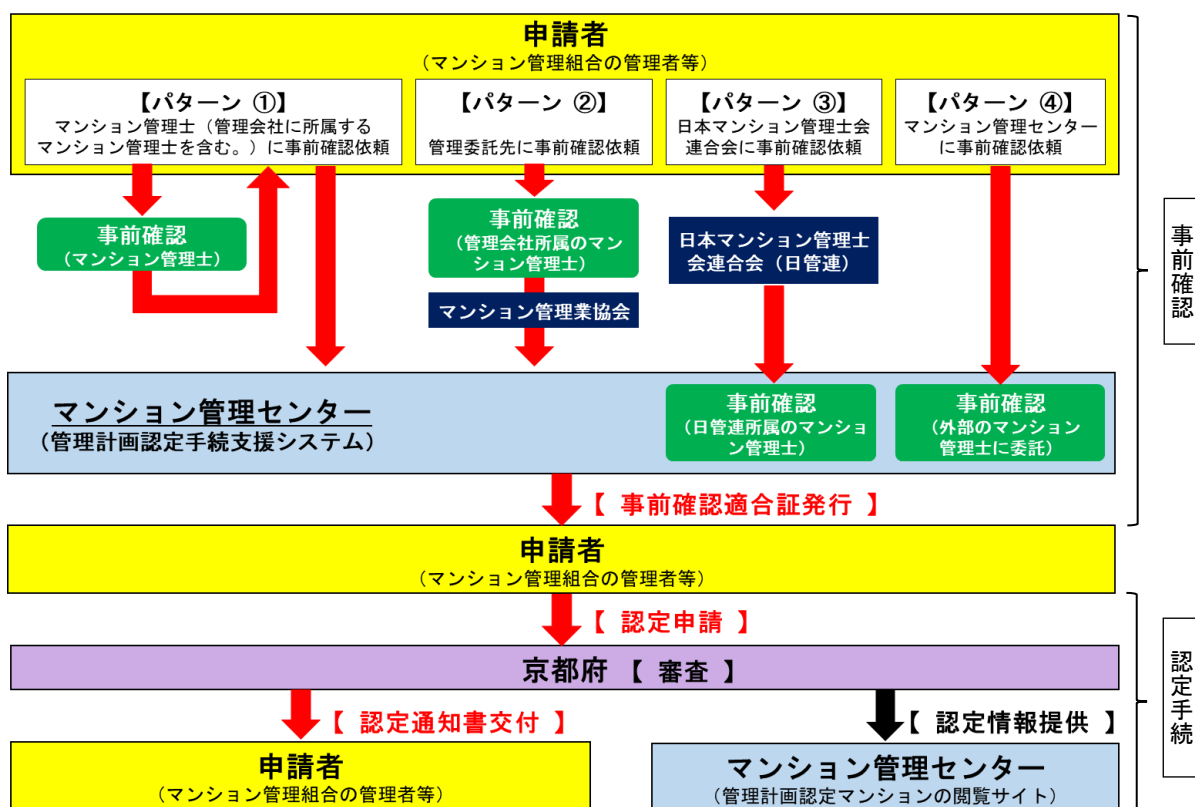 申請者
（マンション管理組合の管理者等）
【パターン ①】
マンション管理士（管理会社に所属する
マンション管理士を含む。）に事前確認依頼
【パターン ②】
管理委託先に事前確認依頼
【パターン ③】
日本マンション管理士会
連合会に事前確認依頼
【パターン ④】
マンション管理センター
に事前確認依頼
事前確認
（マンション管理士）
事前確認
（管理会社所属のマン
ション管理士）
マンション管理業協会
日本マンション管理士
会連合会（日管連）
事前確認
マンション管理センター
（管理計画認定手続支援システム）
事前確認
（日管連所属のマンショ
ン管理士）
事前確認
（外部のマンション
管理士に委託）
【 事前確認適合証発行 】
申請者
（マンション管理組合の管理者等）
【 認定申請 】
京都府 【 審査 】
認定手続
【 認定通知書交付 】
【 認定情報提供 】
申請者
（マンション管理組合の管理者等）
マンション管理センター
（管理計画認定マンションの閲覧サイト）